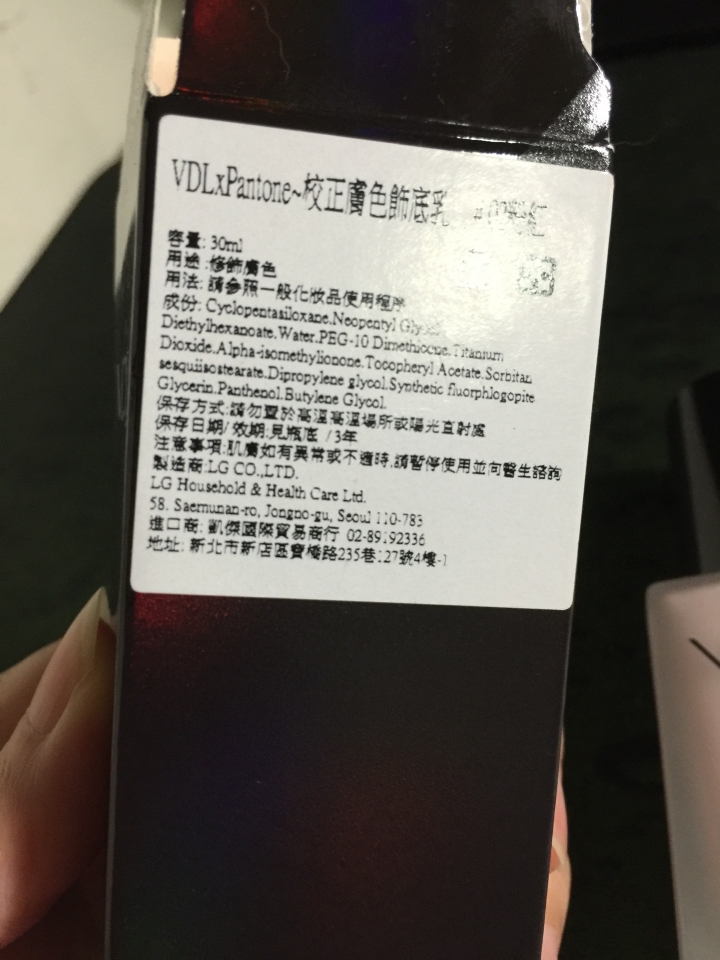 VDLxPantone~校正膚色飾底乳
容量: 30ml
用途:修飾膚色
用法: 請參照一般化妝品使用程序
成份: Cyclopentasiloxane.Neopentyl
Diethylhexanoate.Water.PEG-10 Dimethicone.Titanium
Dioxide.Alpha-isomethylionone.Tocopheryl Acetate.Sorbitan
sesquiisostearate.Dipropylene glycol.Synthetic fluorphlogopite
Glycerin.Panthenol.Butylene Glycol.
保存方式:請勿置於高溫高溫場所或陽光直射處
保存日期/效期:見瓶底 /3年
注意事項:肌膚如有異常或不適時,請暫停使用並向醫生諮詢
製造商:LG CO.,LTD.
LG Household & Health Care Ltd.
58. Saemunan-ro, Jongno-gu, Seoul 110-783
進口商: 凱傑國際貿易商行 02-89192336
地址: 新北市新店區寶橋路235巷127號4樓-1